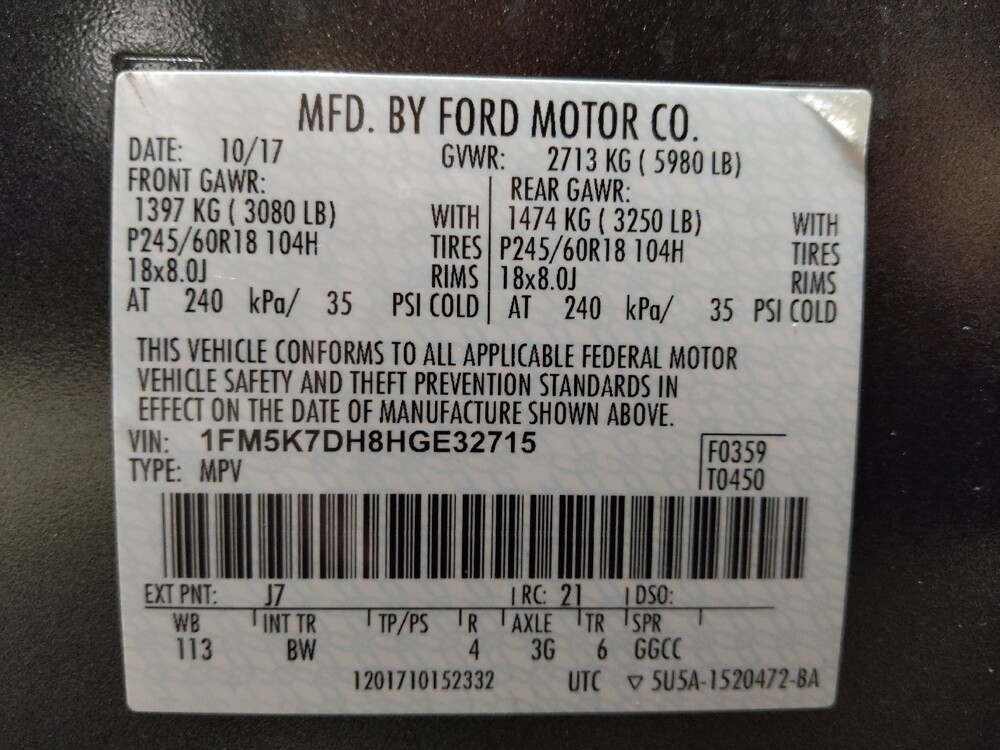 MFD. BY FORD MOTOR CO.
DATE: 10/17 GVWR: 2713 KG ( 5980 LB)
FRONT GAWR: REAR GAWR:
1397 KG ( 3080 LB) WITH 1474 KG ( 3250 LB) WITH
P245/60R18 104H TIRES P245/60R18 104H TIRES
18x8.0J RIMS 18x8.0J RIMS
AT 240 kPa/ 35 PSI COLD AT 240 kPa/ 35 PSI COLD
THIS VEHICLE CONFORMS TO ALL APPLICABLE FEDERAL MOTOR
VEHICLE SAFETY AND THEFT PREVENTION STANDARDS IN
EFFECT ON THE DATE OF MANUFACTURE SHOWN ABOVE.
VIN: 1FM5K7DH8HGE32715 F0359
TYPE: MPV T0450
EXT PNT: J7 RC: 21 DSO:
WB INT TR TP/PS R AXLE TR SPR
113 BW 4 3G 6 GGCC
1201710152332 UTC ▽ 5U5A-1520472-BA